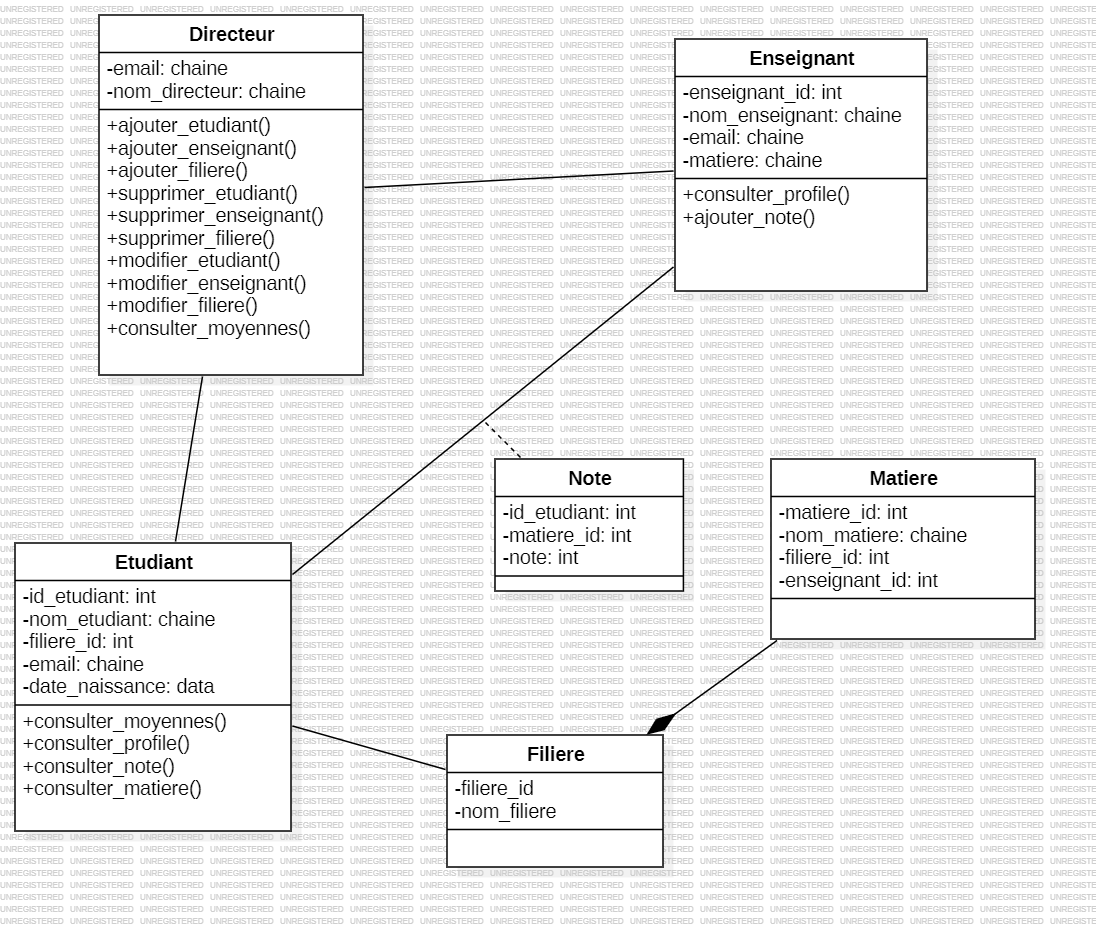 Directeur
-email: chaine
-nom_directeur: chaine
+ajouter_etudiant()
+ajouter_enseignant()
+ajouter_filiere()
+supprimer_etudiant()
+supprimer_enseignant()
+supprimer_filiere()
+modifier_etudiant()
+modifier_enseignant()
+modifier_filiere()
+consulter_moyennes()
Enseignant
-enseignant_id: int
-nom_enseignant: chaine
-email: chaine
-matiere: chaine
+consulter_profile()
+ajouter_note()
Note
-id_etudiant: int
-matiere_id: int
-note: int
Matiere
-matiere_id: int
-nom_matiere: chaine
-filiere_id: int
-enseignant_id: int
Etudiant
-id_etudiant: int
-nom_etudiant: chaine
-filiere_id: int
-email: chaine
-date_naissance: data
+consulter_moyennes()
+consulter_profile()
+consulter_note()
+consulter_matiere()
Filiere
-filiere_id
-nom_filiere
UNREGISTERED